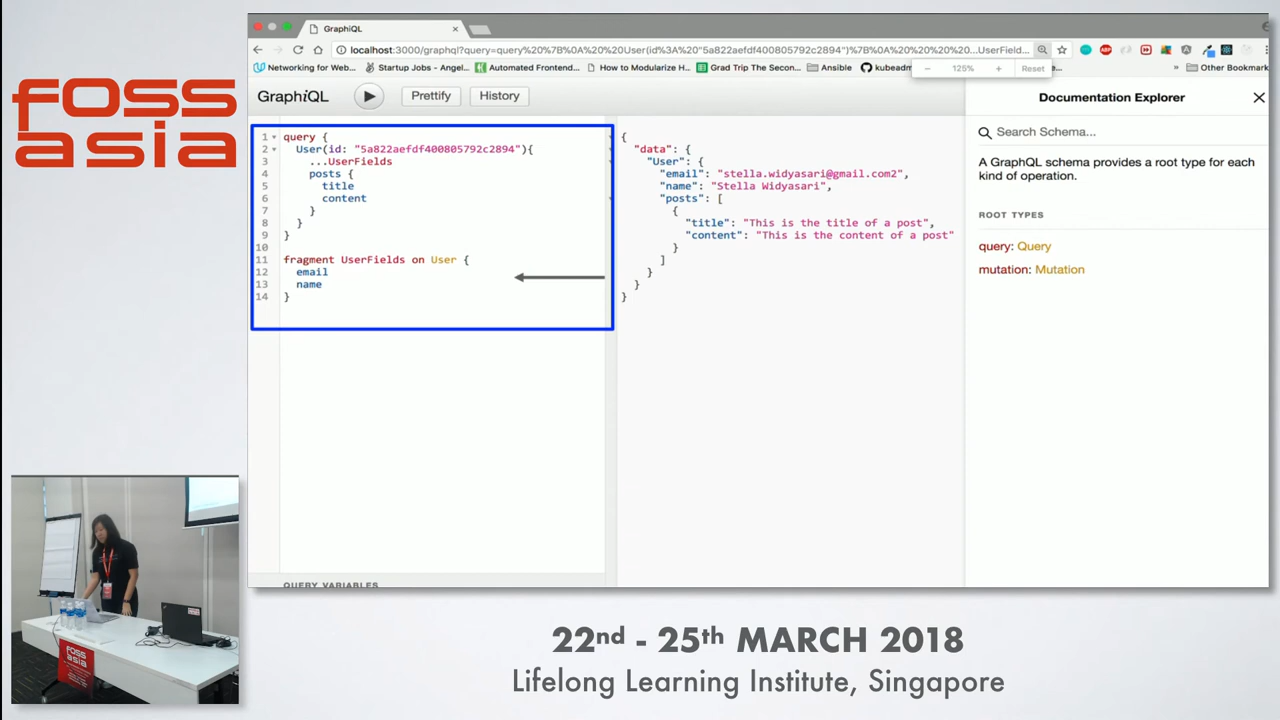 foss
asia
GraphiQL
localhost:3000/graphql?query=query%20%7B%0A%20%20User(id%3A%20"5a822aefdf400805792c2894")%7B%0A%20%20%20%20...UserField...
Networking for Web...
Startup Jobs - Angel...
Automated Frontend...
How to Modularize H...
Grad Trip The Secon...
Ansible
kubeadm
Other Bookmark
125%
Reset
GraphiQL
Prettify
History
1 query {
2 User(id: "5a822aefdf400805792c2894"){
3 ...UserFields
4 posts {
5 title
6 content
7 }
8 }
9 }
10
11 fragment UserFields on User {
12 email
13 name
14 }
QUERY VARIABLES
{
"data": {
"User": {
"email": "stella.widyasari@gmail.com2",
"name": "Stella Widyasari",
"posts": [
{
"title": "This is the title of a post",
"content": "This is the content of a post"
}
]
}
}
}
Documentation Explorer
Search Schema...
A GraphQL schema provides a root type for each
kind of operation.
ROOT TYPES
query: Query
mutation: Mutation
foss
asia
22nd - 25th MARCH 2018
Lifelong Learning Institute, Singapore